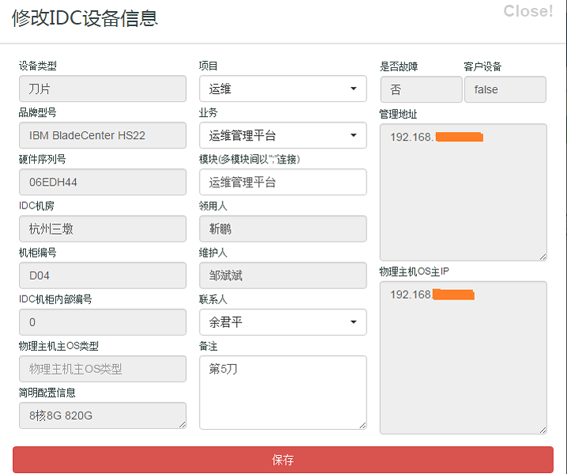 修改IDC设备信息
Close!
设备类型
刀片
品牌型号
IBM BladeCenter HS22
硬件序列号
06EDH44
IDC机房
杭州三墩
机柜编号
D04
IDC机柜内部编号
0
物理主机主OS类型
物理主机主OS类型
简明配置信息
8核8G 820G
项目
运维
业务
运维管理平台
模块(多模块间以";"连接)
运维管理平台
领用人
靳鹏
维护人
邹斌斌
联系人
余君平
备注
第5刀
是否故障
否
客户设备
false
管理地址
192.168.
物理主机OS主IP
192.168
保存